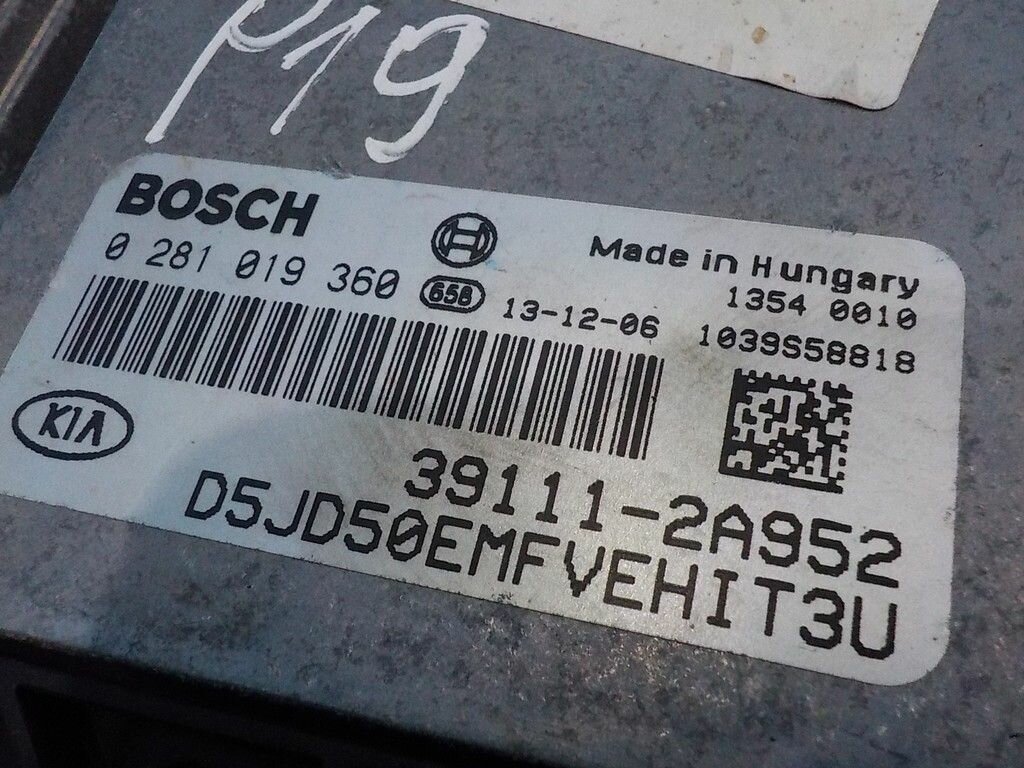 P19
BOSCH
Made in Hungary
0 281 019 360
658
13-12-06
1354 0010
1039S58818
KIA
39111-2A952
D5JD50EMFVEHIT3U